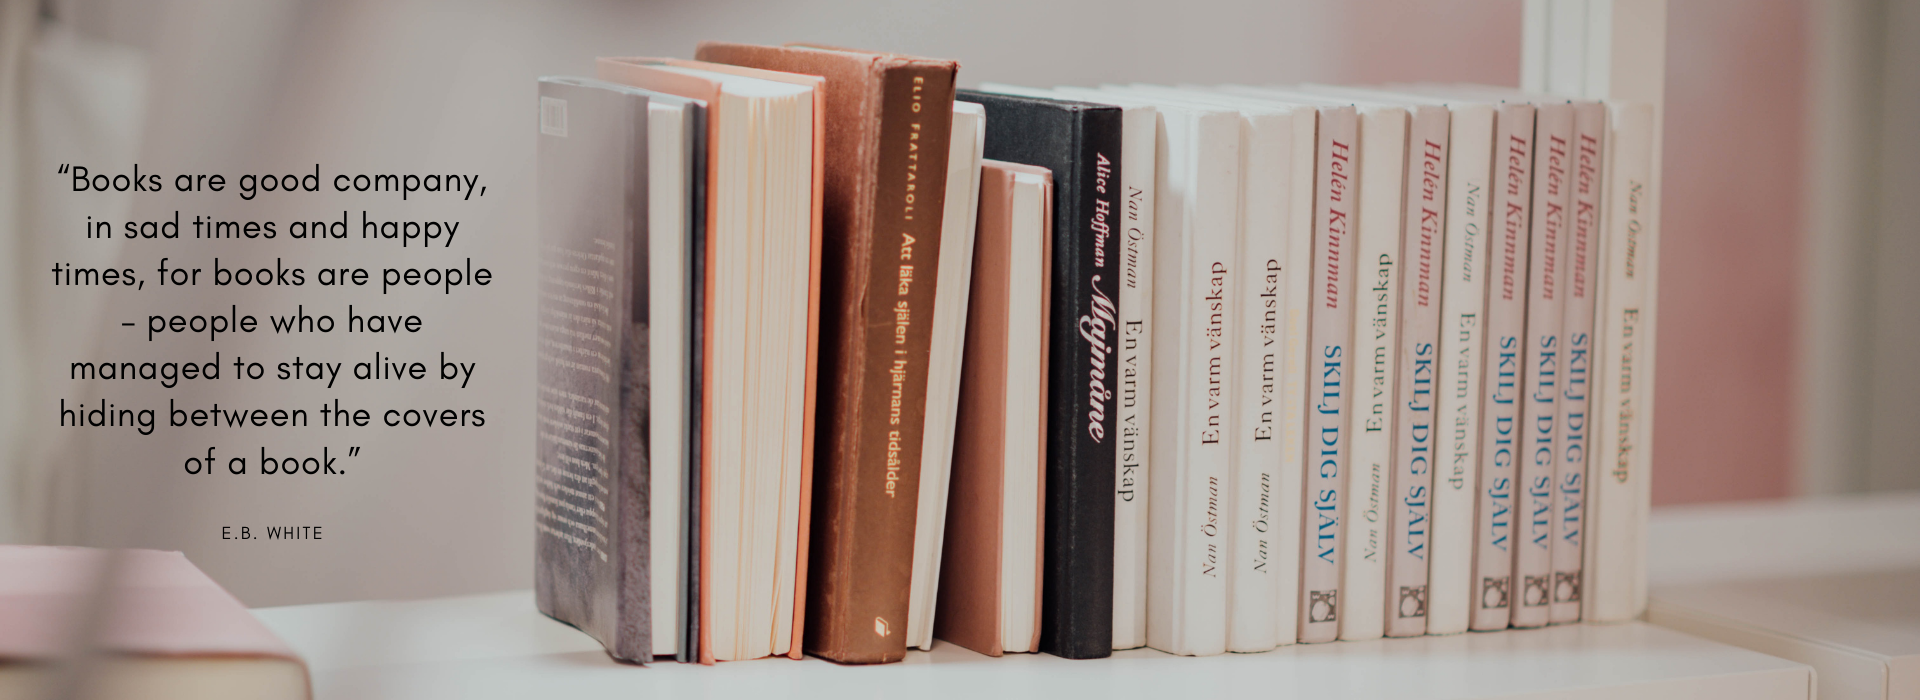 “Books are good company,
in sad times and happy
times, for books are people
– people who have
managed to stay alive by
hiding between the covers
of a book.”
E.B. WHITE
ELIO FRATTAROLI Att läka själen i hjärnans tidsålder
Alice Hoffman Majmåne
Nan Östman En varm vänskap
Nan Östman En varm vänskap
Nan Östman En varm vänskap
Helén Kinnman SKILJ DIG SJÄLV
Nan Östman En varm vänskap
Helén Kinnman SKILJ DIG SJÄLV
Nan Östman En varm vänskap
Helén Kinnman SKILJ DIG SJÄLV
Helén Kinnman SKILJ DIG SJÄLV
Helén Kinnman SKILJ DIG SJÄLV
Nan Östman En varm vänskap